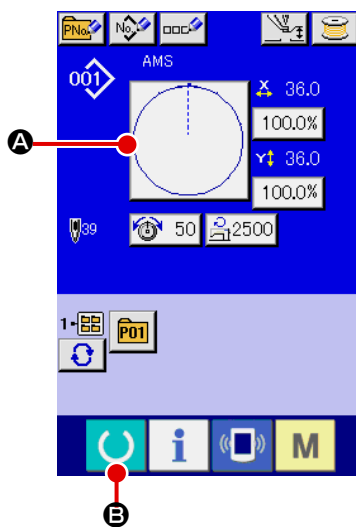 PNo. No.
001 AMS
X 36.0
A
100.0%
Y 36.0
100.0%
39 50 2500
1- P01
i M
B